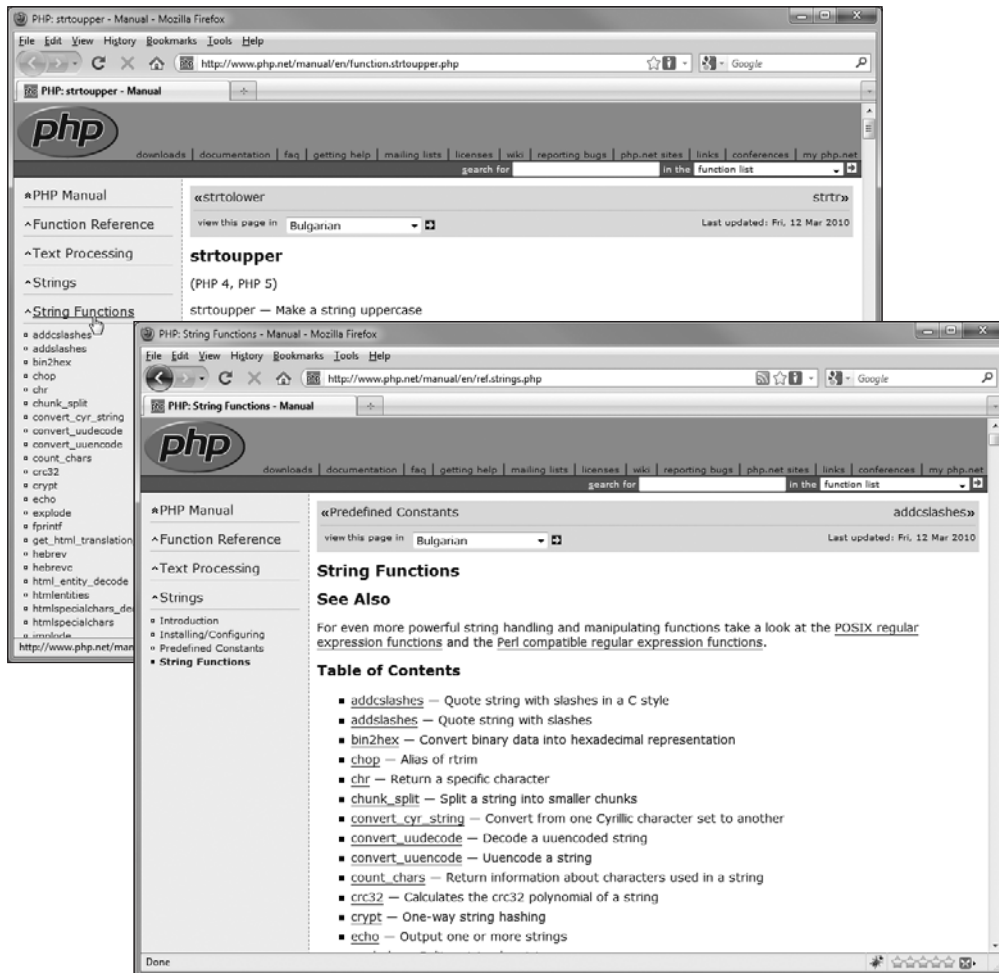 PHP: strtoupper - Manual - Mozilla Firefox
File Edit View History Bookmarks Tools Help
http://www.php.net/manual/en/function.strtoupper.php
Google
PHP: strtoupper - Manual
php
downloads | documentation | faq | getting help | mailing lists | licenses | wiki | reporting bugs | php.net sites | links | conferences | my php.net
search for in the function list
PHP Manual
Function Reference
Text Processing
Strings
String Functions
addcslashes
addslashes
bin2hex
chop
chr
chunk_split
convert_cyr_string
convert_uudecode
convert_uuencode
count_chars
crc32
crypt
echo
explode
fprintf
get_html_translation
hebrev
hebrevc
html_entity_decode
htmlentities
htmlspecialchars_de
htmlspecialchars
implode
http://www.php.net/man
«strtolower strtr»
view this page in Bulgarian Last updated: Fri, 12 Mar 2010
strtoupper
(PHP 4, PHP 5)
strtoupper — Make a string uppercase
PHP: String Functions - Manual - Mozilla Firefox
File Edit View History Bookmarks Tools Help
http://www.php.net/manual/en/ref.strings.php
Google
PHP: String Functions - Manual
php
downloads | documentation | faq | getting help | mailing lists | licenses | wiki | reporting bugs | php.net sites | links | conferences | my php.net
search for in the function list
PHP Manual
Function Reference
Text Processing
Strings
Introduction
Installing/Configuring
Predefined Constants
String Functions
«Predefined Constants addcslashes»
view this page in Bulgarian Last updated: Fri, 12 Mar 2010
String Functions
See Also
For even more powerful string handling and manipulating functions take a look at the POSIX regular
expression functions and the Perl compatible regular expression functions.
Table of Contents
addcslashes — Quote string with slashes in a C style
addslashes — Quote string with slashes
bin2hex — Convert binary data into hexadecimal representation
chop — Alias of rtrim
chr — Return a specific character
chunk_split — Split a string into smaller chunks
convert_cyr_string — Convert from one Cyrillic character set to another
convert_uudecode — Decode a uuencoded string
convert_uuencode — Uuencode a string
count_chars — Return information about characters used in a string
crc32 — Calculates the crc32 polynomial of a string
crypt — One-way string hashing
echo — Output one or more strings
Done